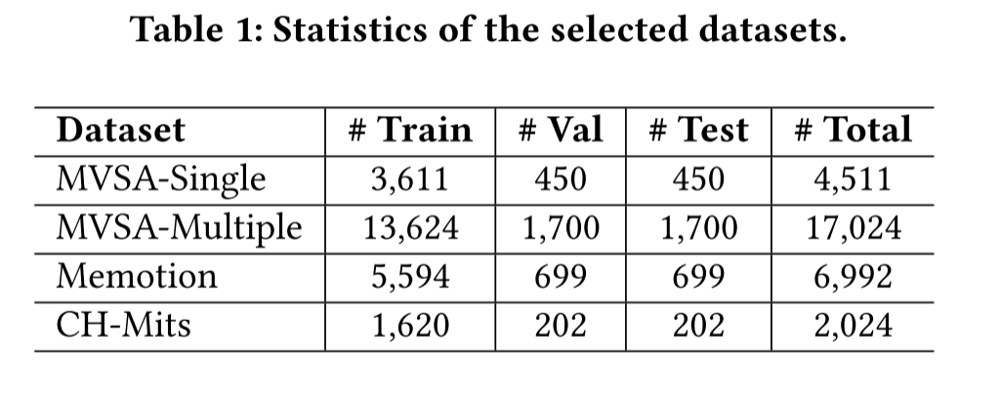 Table 1: Statistics of the selected datasets.
Dataset # Train # Val # Test # Total
MVSA-Single 3,611 450 450 4,511
MVSA-Multiple 13,624 1,700 1,700 17,024
Memotion 5,594 699 699 6,992
CH-Mits 1,620 202 202 2,024